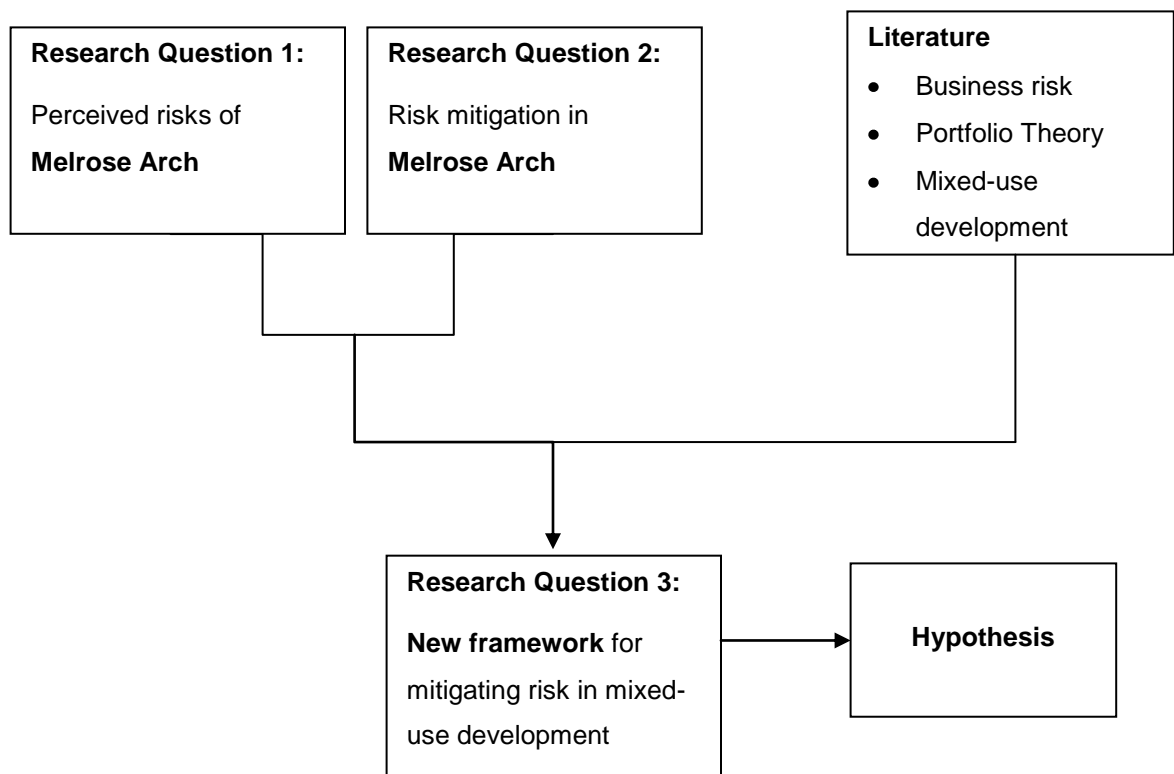 Research Question 1:
Perceived risks of
Melrose Arch
Research Question 2:
Risk mitigation in
Melrose Arch
Literature
• Business risk
• Portfolio Theory
• Mixed-use
development
Research Question 3:
New framework for
mitigating risk in mixed-
use development
Hypothesis